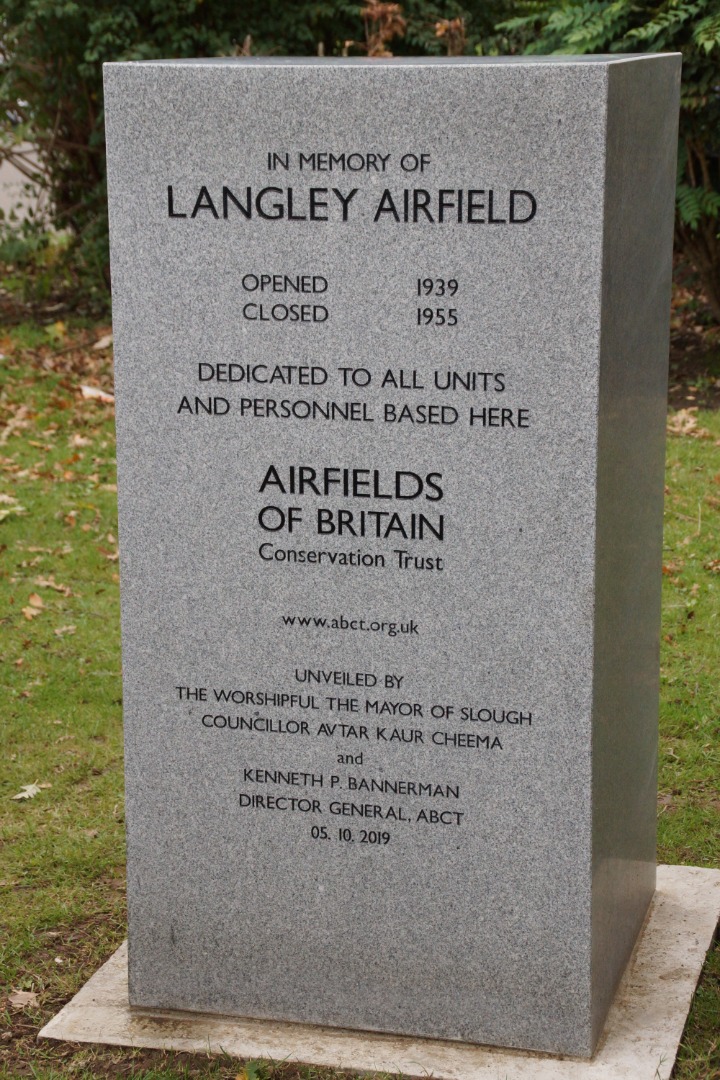 IN MEMORY OF
LANGLEY AIRFIELD
OPENED 1939
CLOSED 1955
DEDICATED TO ALL UNITS
AND PERSONNEL BASED HERE
AIRFIELDS
OF BRITAIN
Conservation Trust
www.abct.org.uk
UNVEILED BY
THE WORSHIPFUL THE MAYOR OF SLOUGH
COUNCILLOR AVTAR KAUR CHEEMA
and
KENNETH P. BANNERMAN
DIRECTOR GENERAL, ABCT
05. 10. 2019